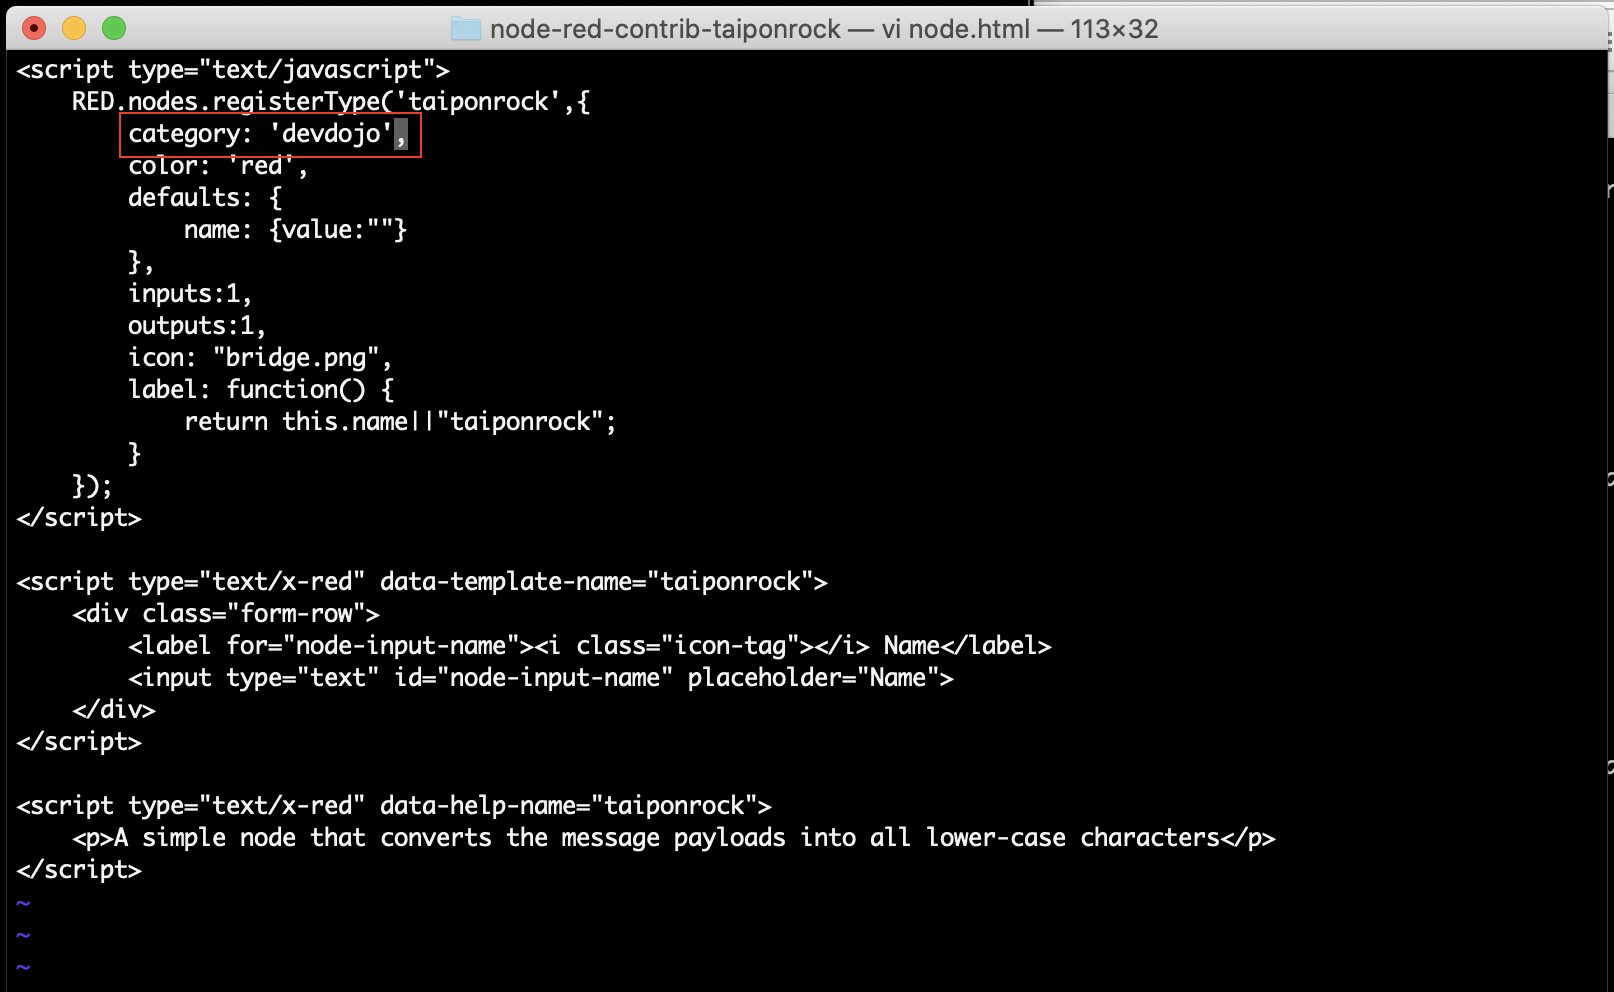 node-red-contrib-taiponrock — vi node.html — 113×32
<script type="text/javascript">
    RED.nodes.registerType('taiponrock',{
        category: 'devdojo',
        color: 'red',
        defaults: {
            name: {value:""}
        },
        inputs:1,
        outputs:1,
        icon: "bridge.png",
        label: function() {
            return this.name||"taiponrock";
        }
    });
</script>

<script type="text/x-red" data-template-name="taiponrock">
    <div class="form-row">
        <label for="node-input-name"><i class="icon-tag"></i> Name</label>
        <input type="text" id="node-input-name" placeholder="Name">
    </div>
</script>

<script type="text/x-red" data-help-name="taiponrock">
    <p>A simple node that converts the message payloads into all lower-case characters</p>
</script>
~
~
~